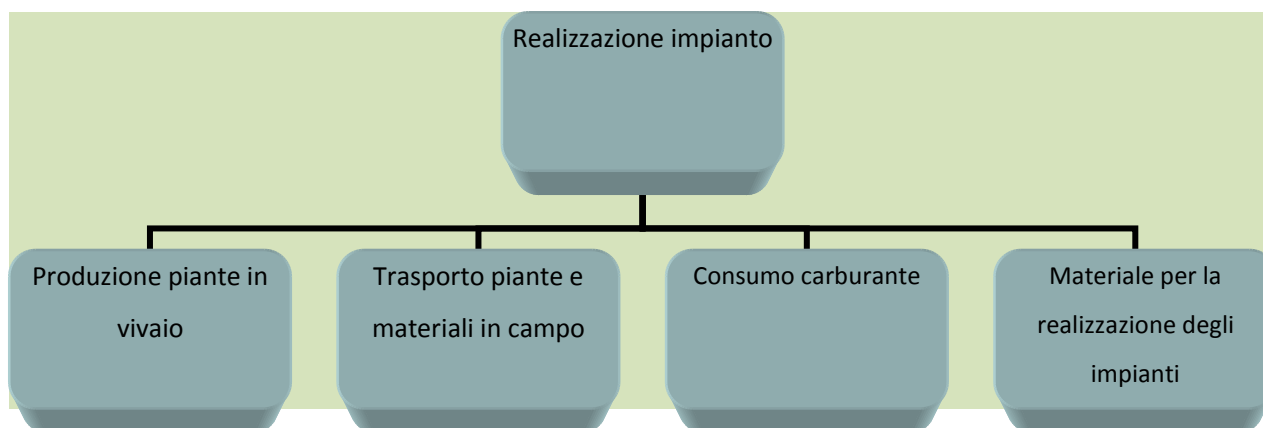 Realizzazione impianto
Produzione piante in
vivaio
Trasporto piante e
materiali in campo
Consumo carburante
Materiale per la
realizzazione degli
impianti